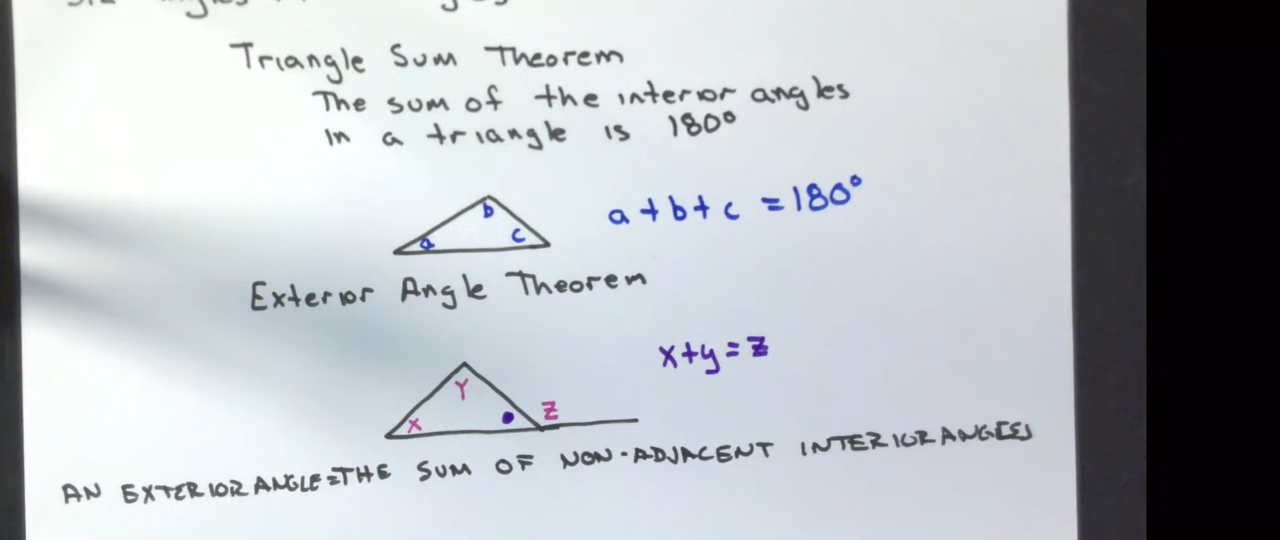 Triangle Sum Theorem
The sum of the interior angles
in a triangle is 180°
b
a c
a + b + c = 180°
Exterior Angle Theorem
x + y = z
Y
X Z
AN EXTERIOR ANGLE = THE SUM OF NON-ADJACENT INTERIOR ANGLES